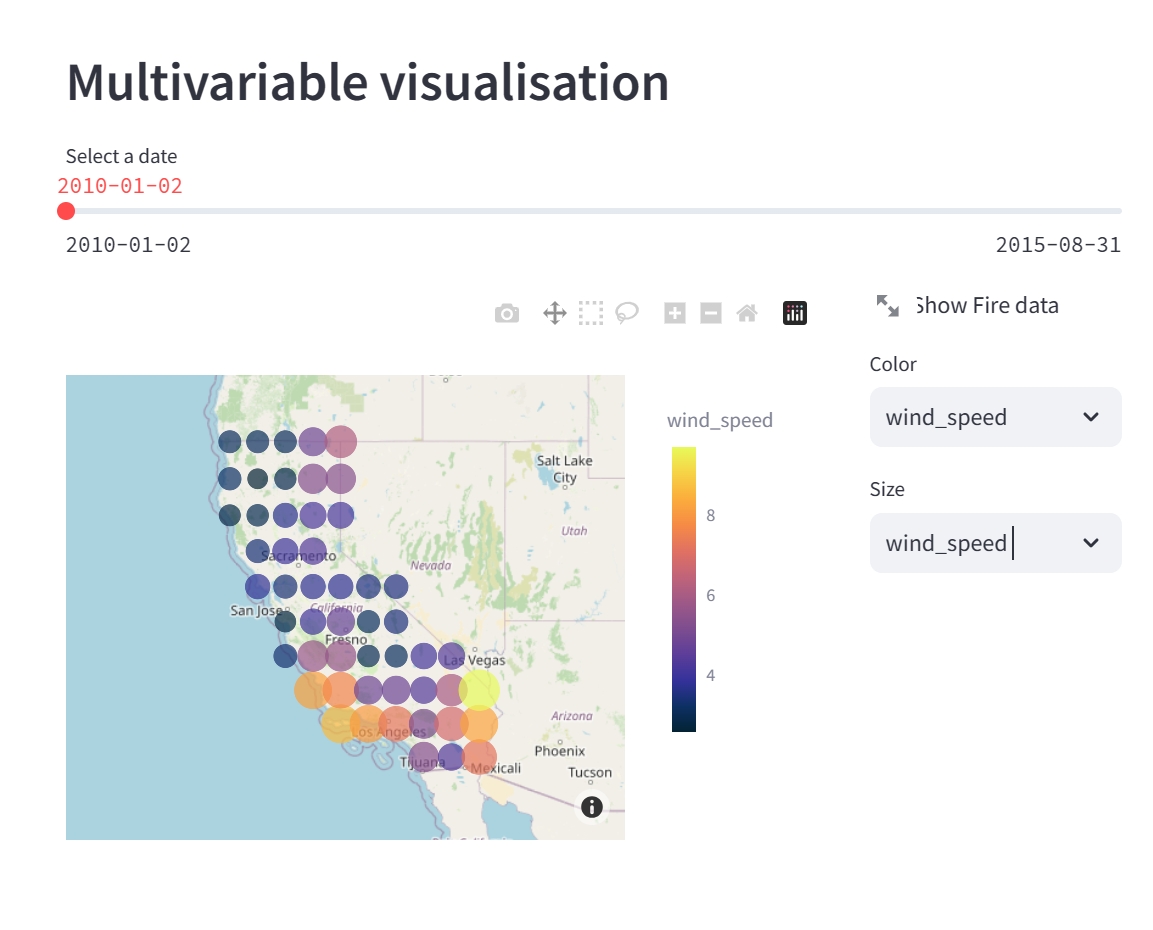 Multivariable visualisation
Select a date
2010-01-02
2010-01-02
2015-08-31
Show Fire data
Color
wind_speed
Size
wind_speed
wind_speed
8
6
4
Salt Lake
City
Utah
Nevada
Sacramento
San Jose
California
Fresno
Las Vegas
Los Angeles
Arizona
Phoenix
Tijuana
Mexicali
Tucson